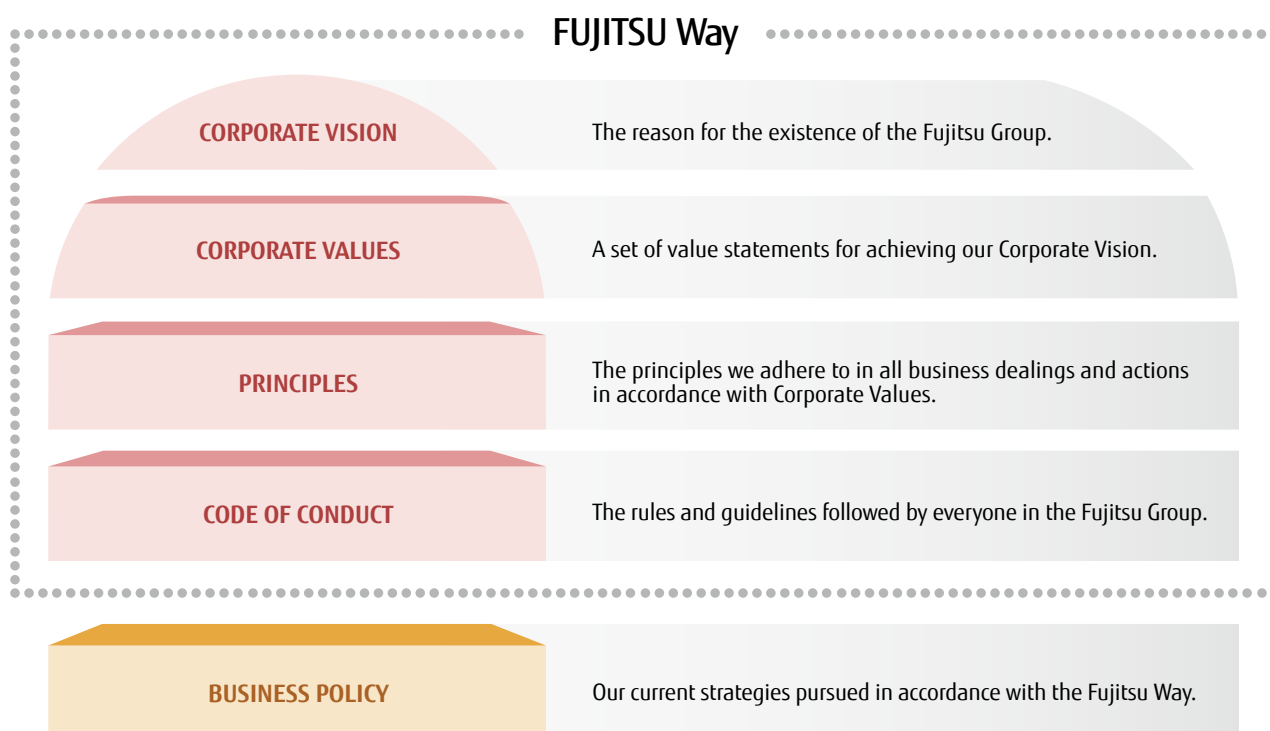 FUJITSU Way
CORPORATE VISION
The reason for the existence of the Fujitsu Group.
CORPORATE VALUES
A set of value statements for achieving our Corporate Vision.
PRINCIPLES
The principles we adhere to in all business dealings and actions
in accordance with Corporate Values.
CODE OF CONDUCT
The rules and guidelines followed by everyone in the Fujitsu Group.
BUSINESS POLICY
Our current strategies pursued in accordance with the Fujitsu Way.